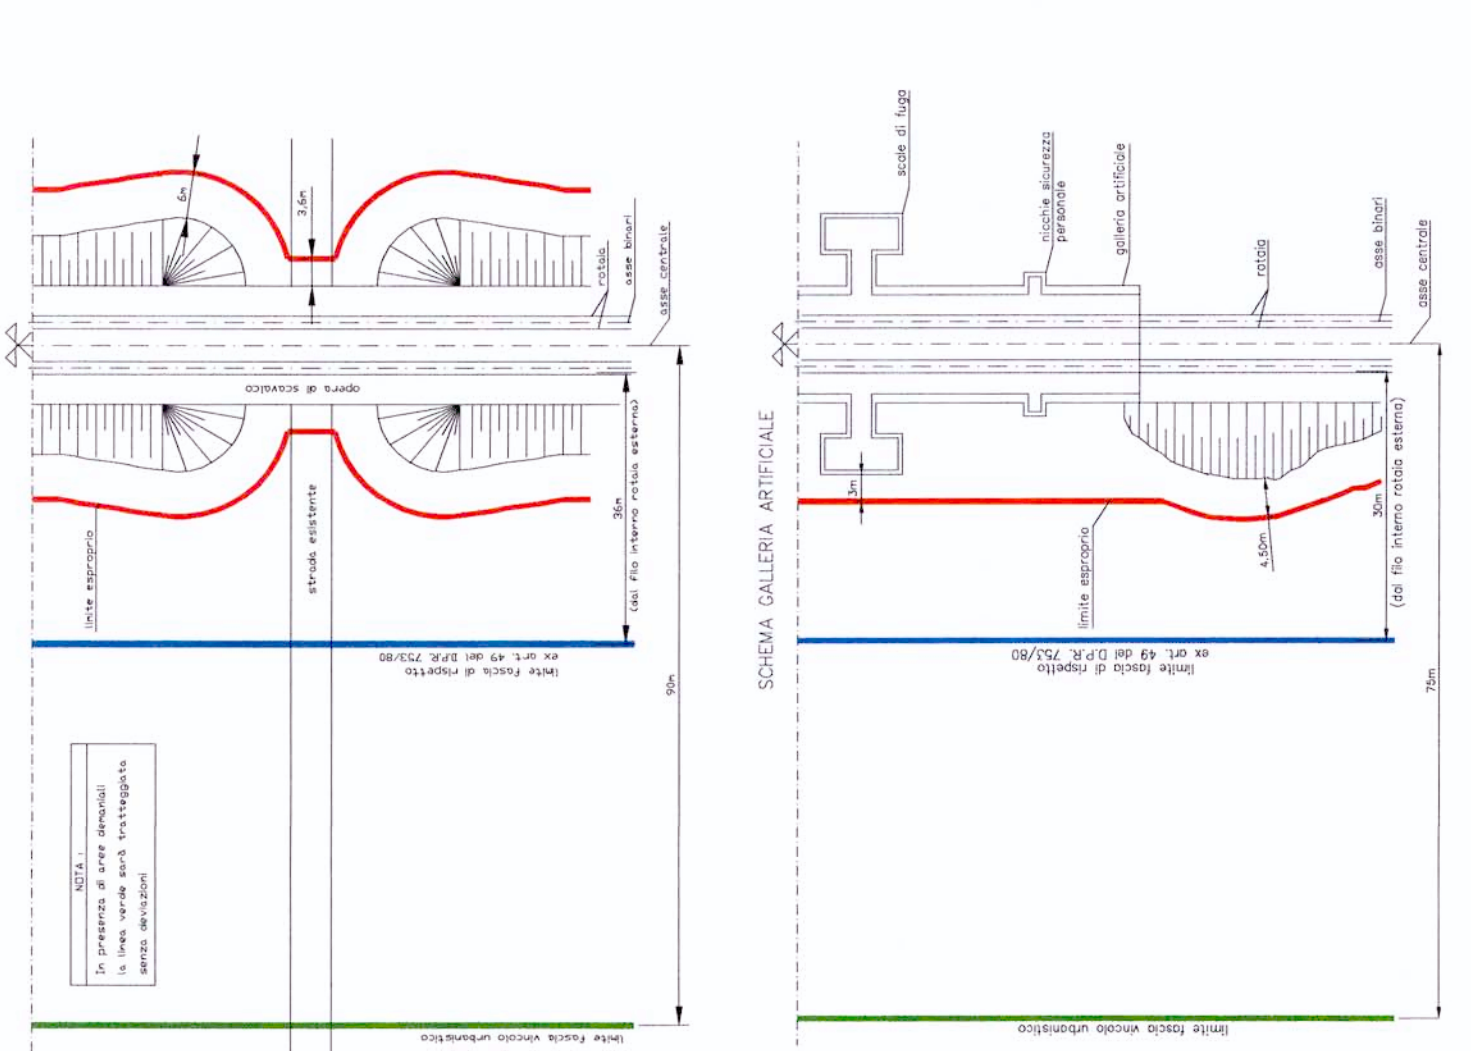 6m
3,6m
rotaia
asse binari
asse centrale
opera di scavalco
limite esproprio
strada esistente
36m
(dal filo interno rotaia esterna)
limite fascia di rispetto
ex art. 49 del D.P.R. 753/80
90m
NOTA :
In presenza di aree demaniali
la linea verde sarà tratteggiata
senza deviazioni
limite fascia vincolo urbanistico
SCHEMA GALLERIA ARTIFICIALE
scale di fuga
nicchie sicurezza
personale
galleria artificiale
rotaia
asse binari
asse centrale
3m
limite esproprio
4,50m
30m
(dal filo interno rotaia esterna)
limite fascia di rispetto
ex art. 49 del D.P.R. 753/80
75m
limite fascia vincolo urbanistico